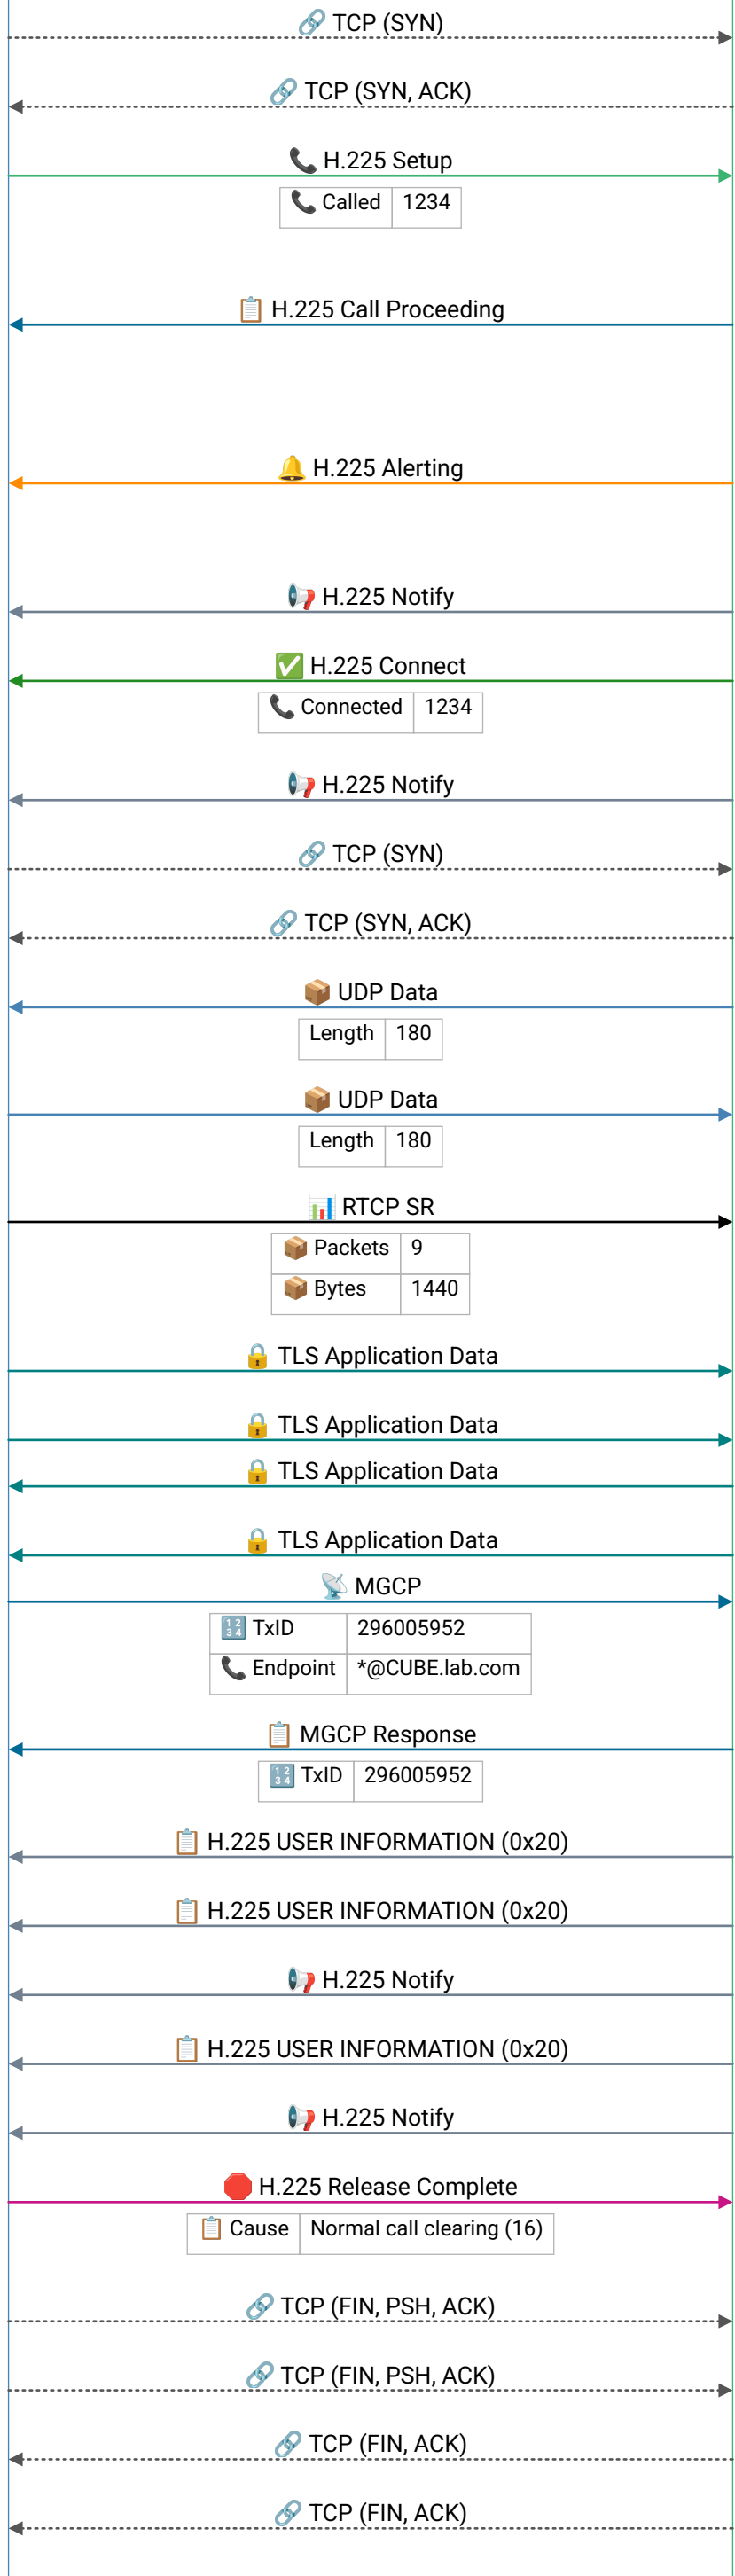 🔗 TCP (SYN)
🔗 TCP (SYN, ACK)
📞 H.225 Setup
📞 Called 1234
📋 H.225 Call Proceeding
🔔 H.225 Alerting
📢 H.225 Notify
✅ H.225 Connect
📞 Connected 1234
📢 H.225 Notify
🔗 TCP (SYN)
🔗 TCP (SYN, ACK)
📦 UDP Data
Length 180
📦 UDP Data
Length 180
📊 RTCP SR
📦 Packets 9
📦 Bytes 1440
🔒 TLS Application Data
🔒 TLS Application Data
🔒 TLS Application Data
🔒 TLS Application Data
📡 MGCP
🔢 TxID 296005952
📞 Endpoint *@CUBE.lab.com
📋 MGCP Response
🔢 TxID 296005952
📋 H.225 USER INFORMATION (0x20)
📋 H.225 USER INFORMATION (0x20)
📢 H.225 Notify
📋 H.225 USER INFORMATION (0x20)
📢 H.225 Notify
🛑 H.225 Release Complete
📋 Cause Normal call clearing (16)
🔗 TCP (FIN, PSH, ACK)
🔗 TCP (FIN, PSH, ACK)
🔗 TCP (FIN, ACK)
🔗 TCP (FIN, ACK)